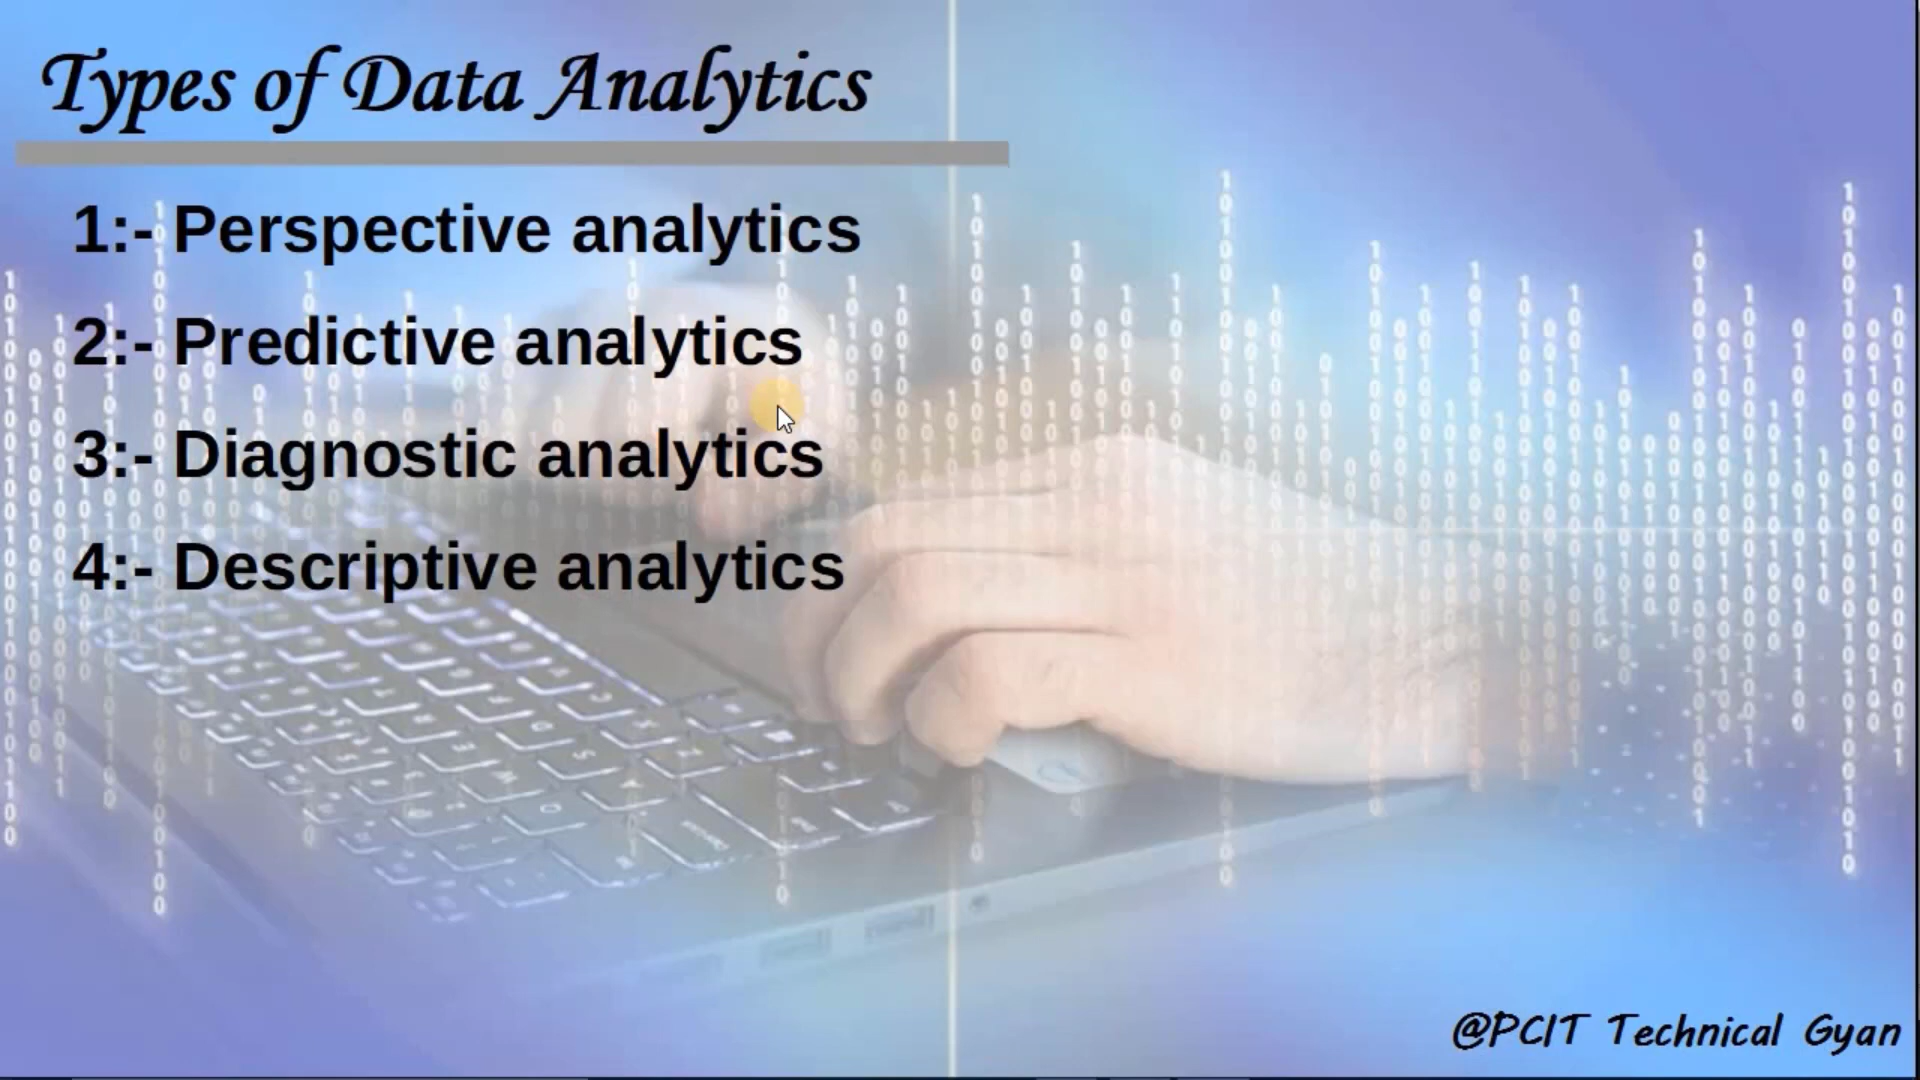 Types of Data Analytics
1:- Perspective analytics
2:- Predictive analytics
3:- Diagnostic analytics
4:- Descriptive analytics
@PCIT Technical Gyan